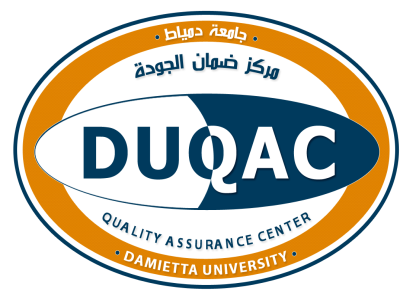 • جامعة دمياط •
مركز ضمان الجودة
DUQAC
QUALITY ASSURANCE CENTER
• DAMIETTA UNIVERSITY •